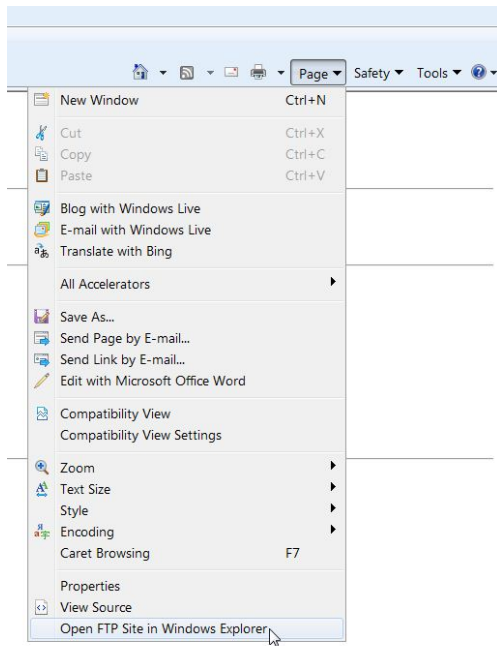 Page Safety Tools
New Window Ctrl+N
Cut Ctrl+X
Copy Ctrl+C
Paste Ctrl+V
Blog with Windows Live
E-mail with Windows Live
Translate with Bing
All Accelerators
Save As...
Send Page by E-mail...
Send Link by E-mail...
Edit with Microsoft Office Word
Compatibility View
Compatibility View Settings
Zoom
Text Size
Style
Encoding
Caret Browsing F7
Properties
View Source
Open FTP Site in Windows Explorer